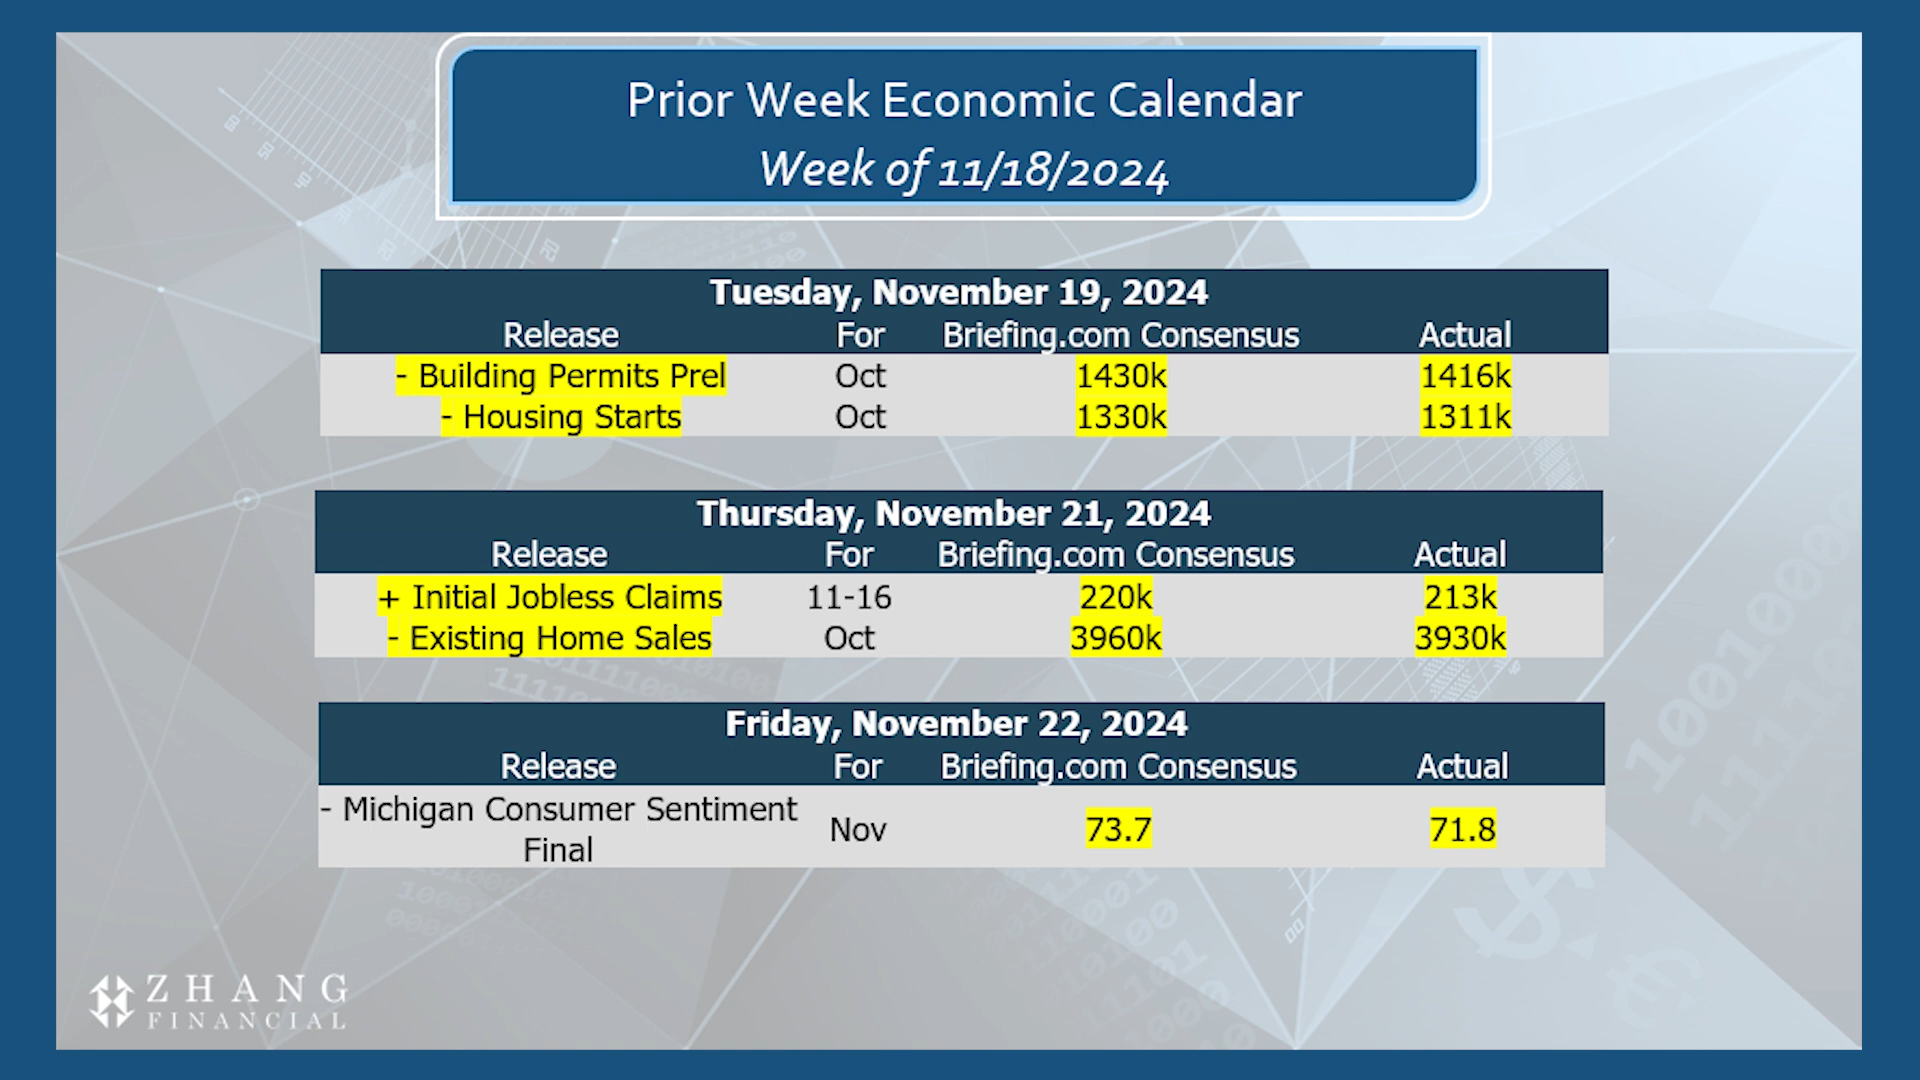 Prior Week Economic Calendar
Week of 11/18/2024
Tuesday, November 19, 2024
Release For Briefing.com Consensus Actual
- Building Permits Prel Oct 1430k 1416k
- Housing Starts Oct 1330k 1311k
Thursday, November 21, 2024
Release For Briefing.com Consensus Actual
+ Initial Jobless Claims 11-16 220k 213k
- Existing Home Sales Oct 3960k 3930k
Friday, November 22, 2024
Release For Briefing.com Consensus Actual
- Michigan Consumer Sentiment
Final Nov 73.7 71.8
ZHANG
FINANCIAL